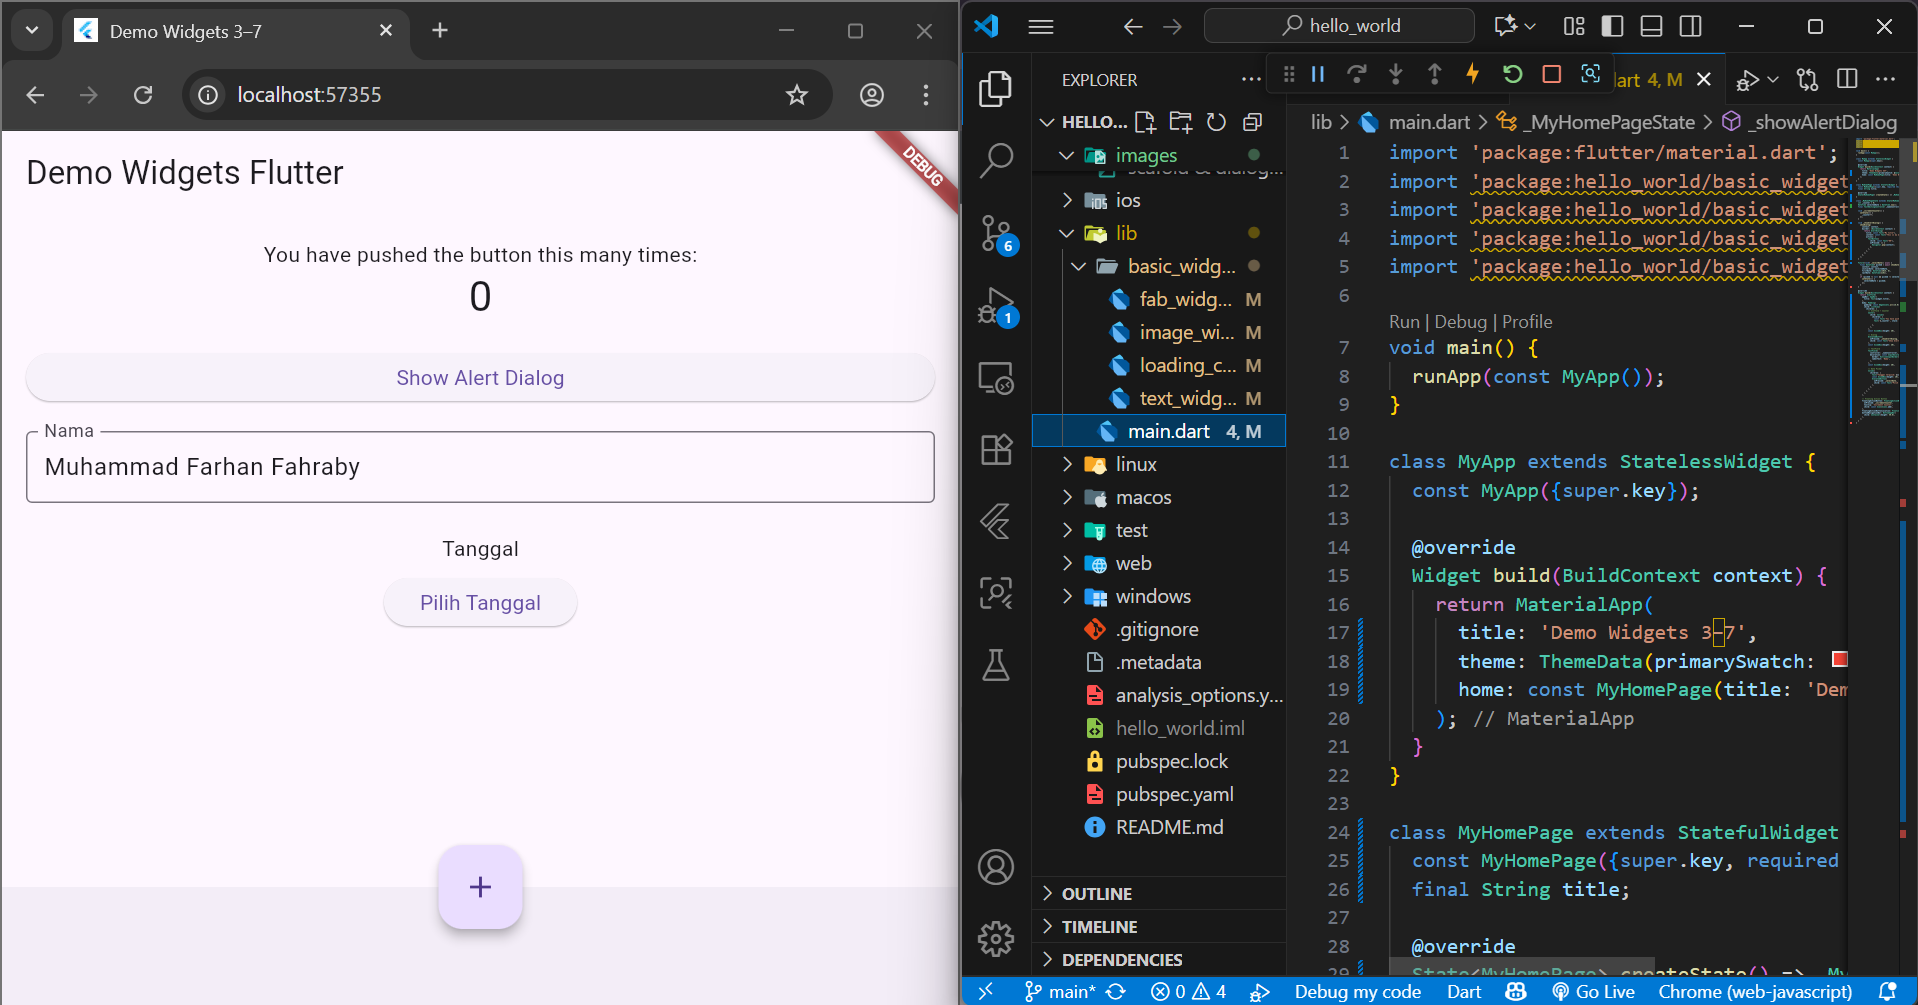 Demo Widgets 3–7
localhost:57355
Demo Widgets Flutter
DEBUG
You have pushed the button this many times:
0
Show Alert Dialog
Nama
Muhammad Farhan Fahraby
Tanggal
Pilih Tanggal
+
hello_world
EXPLORER
HELLO...
images
ios
lib
basic_widg...
fab_widg... M
image_wi... M
loading_c... M
text_widg... M
main.dart 4, M
linux
macos
test
web
windows
.gitignore
.metadata
analysis_options.y...
hello_world.iml
pubspec.lock
pubspec.yaml
README.md
OUTLINE
TIMELINE
DEPENDENCIES
6
1
art 4, M
lib > main.dart > _MyHomePageState > _showAlertDialog
1 import 'package:flutter/material.dart';
2 import 'package:hello_world/basic_widget
3 import 'package:hello_world/basic_widget
4 import 'package:hello_world/basic_widget
5 import 'package:hello_world/basic_widget
6
Run | Debug | Profile
7 void main() {
8 runApp(const MyApp());
9 }
10
11 class MyApp extends StatelessWidget {
12 const MyApp({super.key});
13
14 @override
15 Widget build(BuildContext context) {
16 return MaterialApp(
17 title: 'Demo Widgets 3–7',
18 theme: ThemeData(primarySwatch:
19 home: const MyHomePage(title: 'Dem
20 ); // MaterialApp
21 }
22 }
23
24 class MyHomePage extends StatefulWidget
25 const MyHomePage({super.key, required
26 final String title;
27
28 @override
29 State<MyHomePage> createState() => _My
main* 0 4 Debug my code Dart Go Live Chrome (web-javascript)